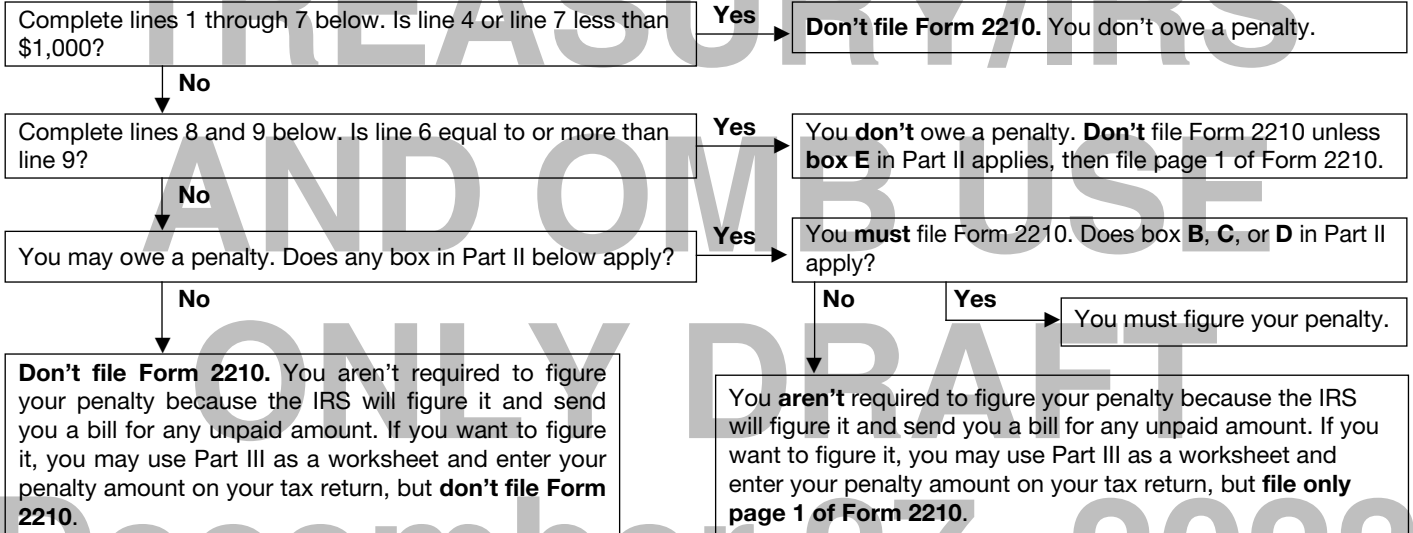 TREASURY/IRS
AND OMB USE
ONLY DRAFT
Complete lines 1 through 7 below. Is line 4 or line 7 less than
$1,000?
Yes
Don't file Form 2210. You don't owe a penalty.
No
Complete lines 8 and 9 below. Is line 6 equal to or more than
line 9?
Yes
You don't owe a penalty. Don't file Form 2210 unless
box E in Part II applies, then file page 1 of Form 2210.
No
You may owe a penalty. Does any box in Part II below apply?
Yes
You must file Form 2210. Does box B, C, or D in Part II
apply?
No
Yes
You must figure your penalty.
No
Don't file Form 2210. You aren't required to figure
your penalty because the IRS will figure it and send
you a bill for any unpaid amount. If you want to figure
it, you may use Part III as a worksheet and enter your
penalty amount on your tax return, but don't file Form
2210.
You aren't required to figure your penalty because the IRS
will figure it and send you a bill for any unpaid amount. If you
want to figure it, you may use Part III as a worksheet and
enter your penalty amount on your tax return, but file only
page 1 of Form 2210.